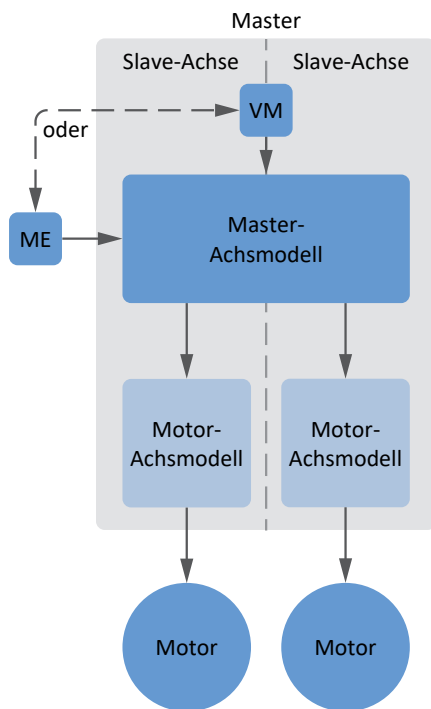 Master
Slave-Achse
Slave-Achse
VM
oder
ME
Master-
Achsmodell
Motor-
Achsmodell
Motor-
Achsmodell
Motor
Motor